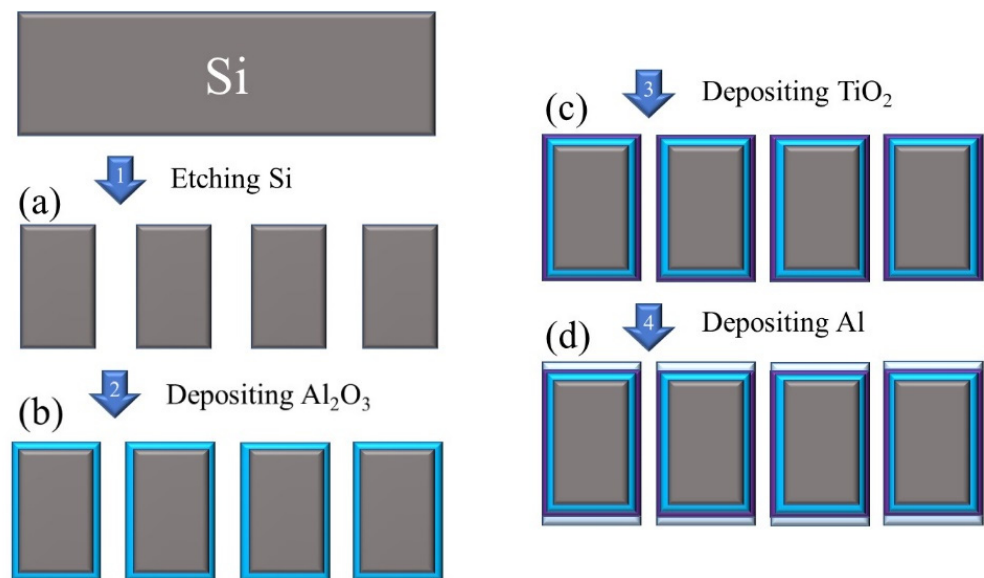 Si
1 Etching Si
(a)
2 Depositing Al₂O₃
(b)
3 Depositing TiO₂
(c)
4 Depositing Al
(d)